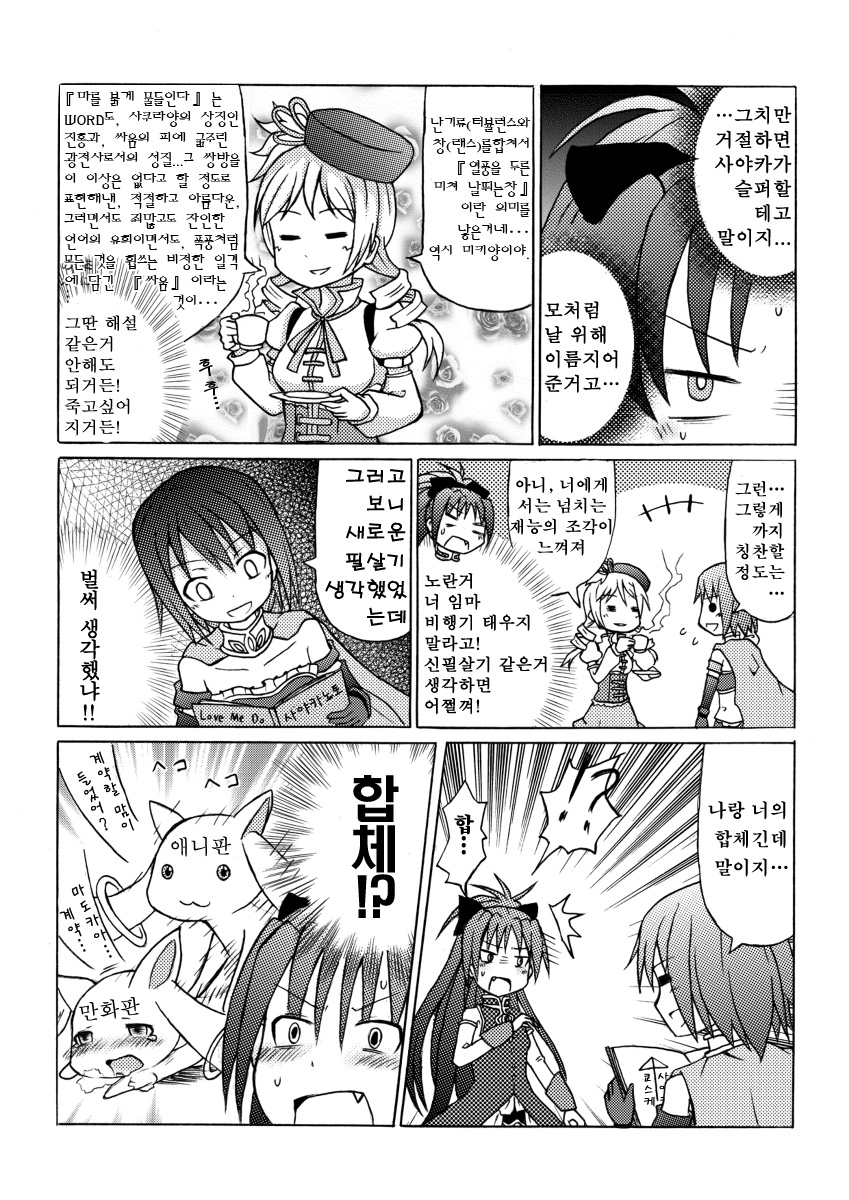 …그치만
거절하면
사야카가
슬퍼할
테고
말이지…
모처럼
날 위해
이름지어
준거고…
난기류(터뷸런스와
창(랜스)를합쳐서
『열풍을 두른
미쳐 날뛰는창』
이란 의미를
낳은거네…
역시 미키양이야.
『마를 붉게 물들인다』는
WORD도, 사쿠라양의 상징인
진홍과, 싸움의 피에 굶주린
광전사로서의 성질...그 쌍방을
이 이상은 없다고 할 정도로
표현해낸, 적절하고 아름다운,
그러면서도 죄많고도 잔인한
언어의 유희이면서도, 폭풍처럼
모든 것을 휩쓰는 비정한 일격
에 담긴 『싸움』이라는
것이...
후
후…
그딴 해설
같은거
안해도
되거든!
죽고싶어
지거든!
그런…
그렇게
까지
칭찬할
정도는
…
아니, 너에게
서는 넘치는
재능의 조각이
느껴져
노란거
너 임마
비행기 태우지
말라고!
신필살기 같은거
생각하면
어쩔껴!
그러고
보니
새로운
필살기
생각했었
는데
벌써 생각했냐!!
Love Me Do
사야카노트
나랑 너의
합체긴데
말이지…
!?
합…
사야카
쿄스케
합체!?
ヘコ
ヘコ
계약할 맘이
들었어?
애니판
마도카아…
계약…
만화판